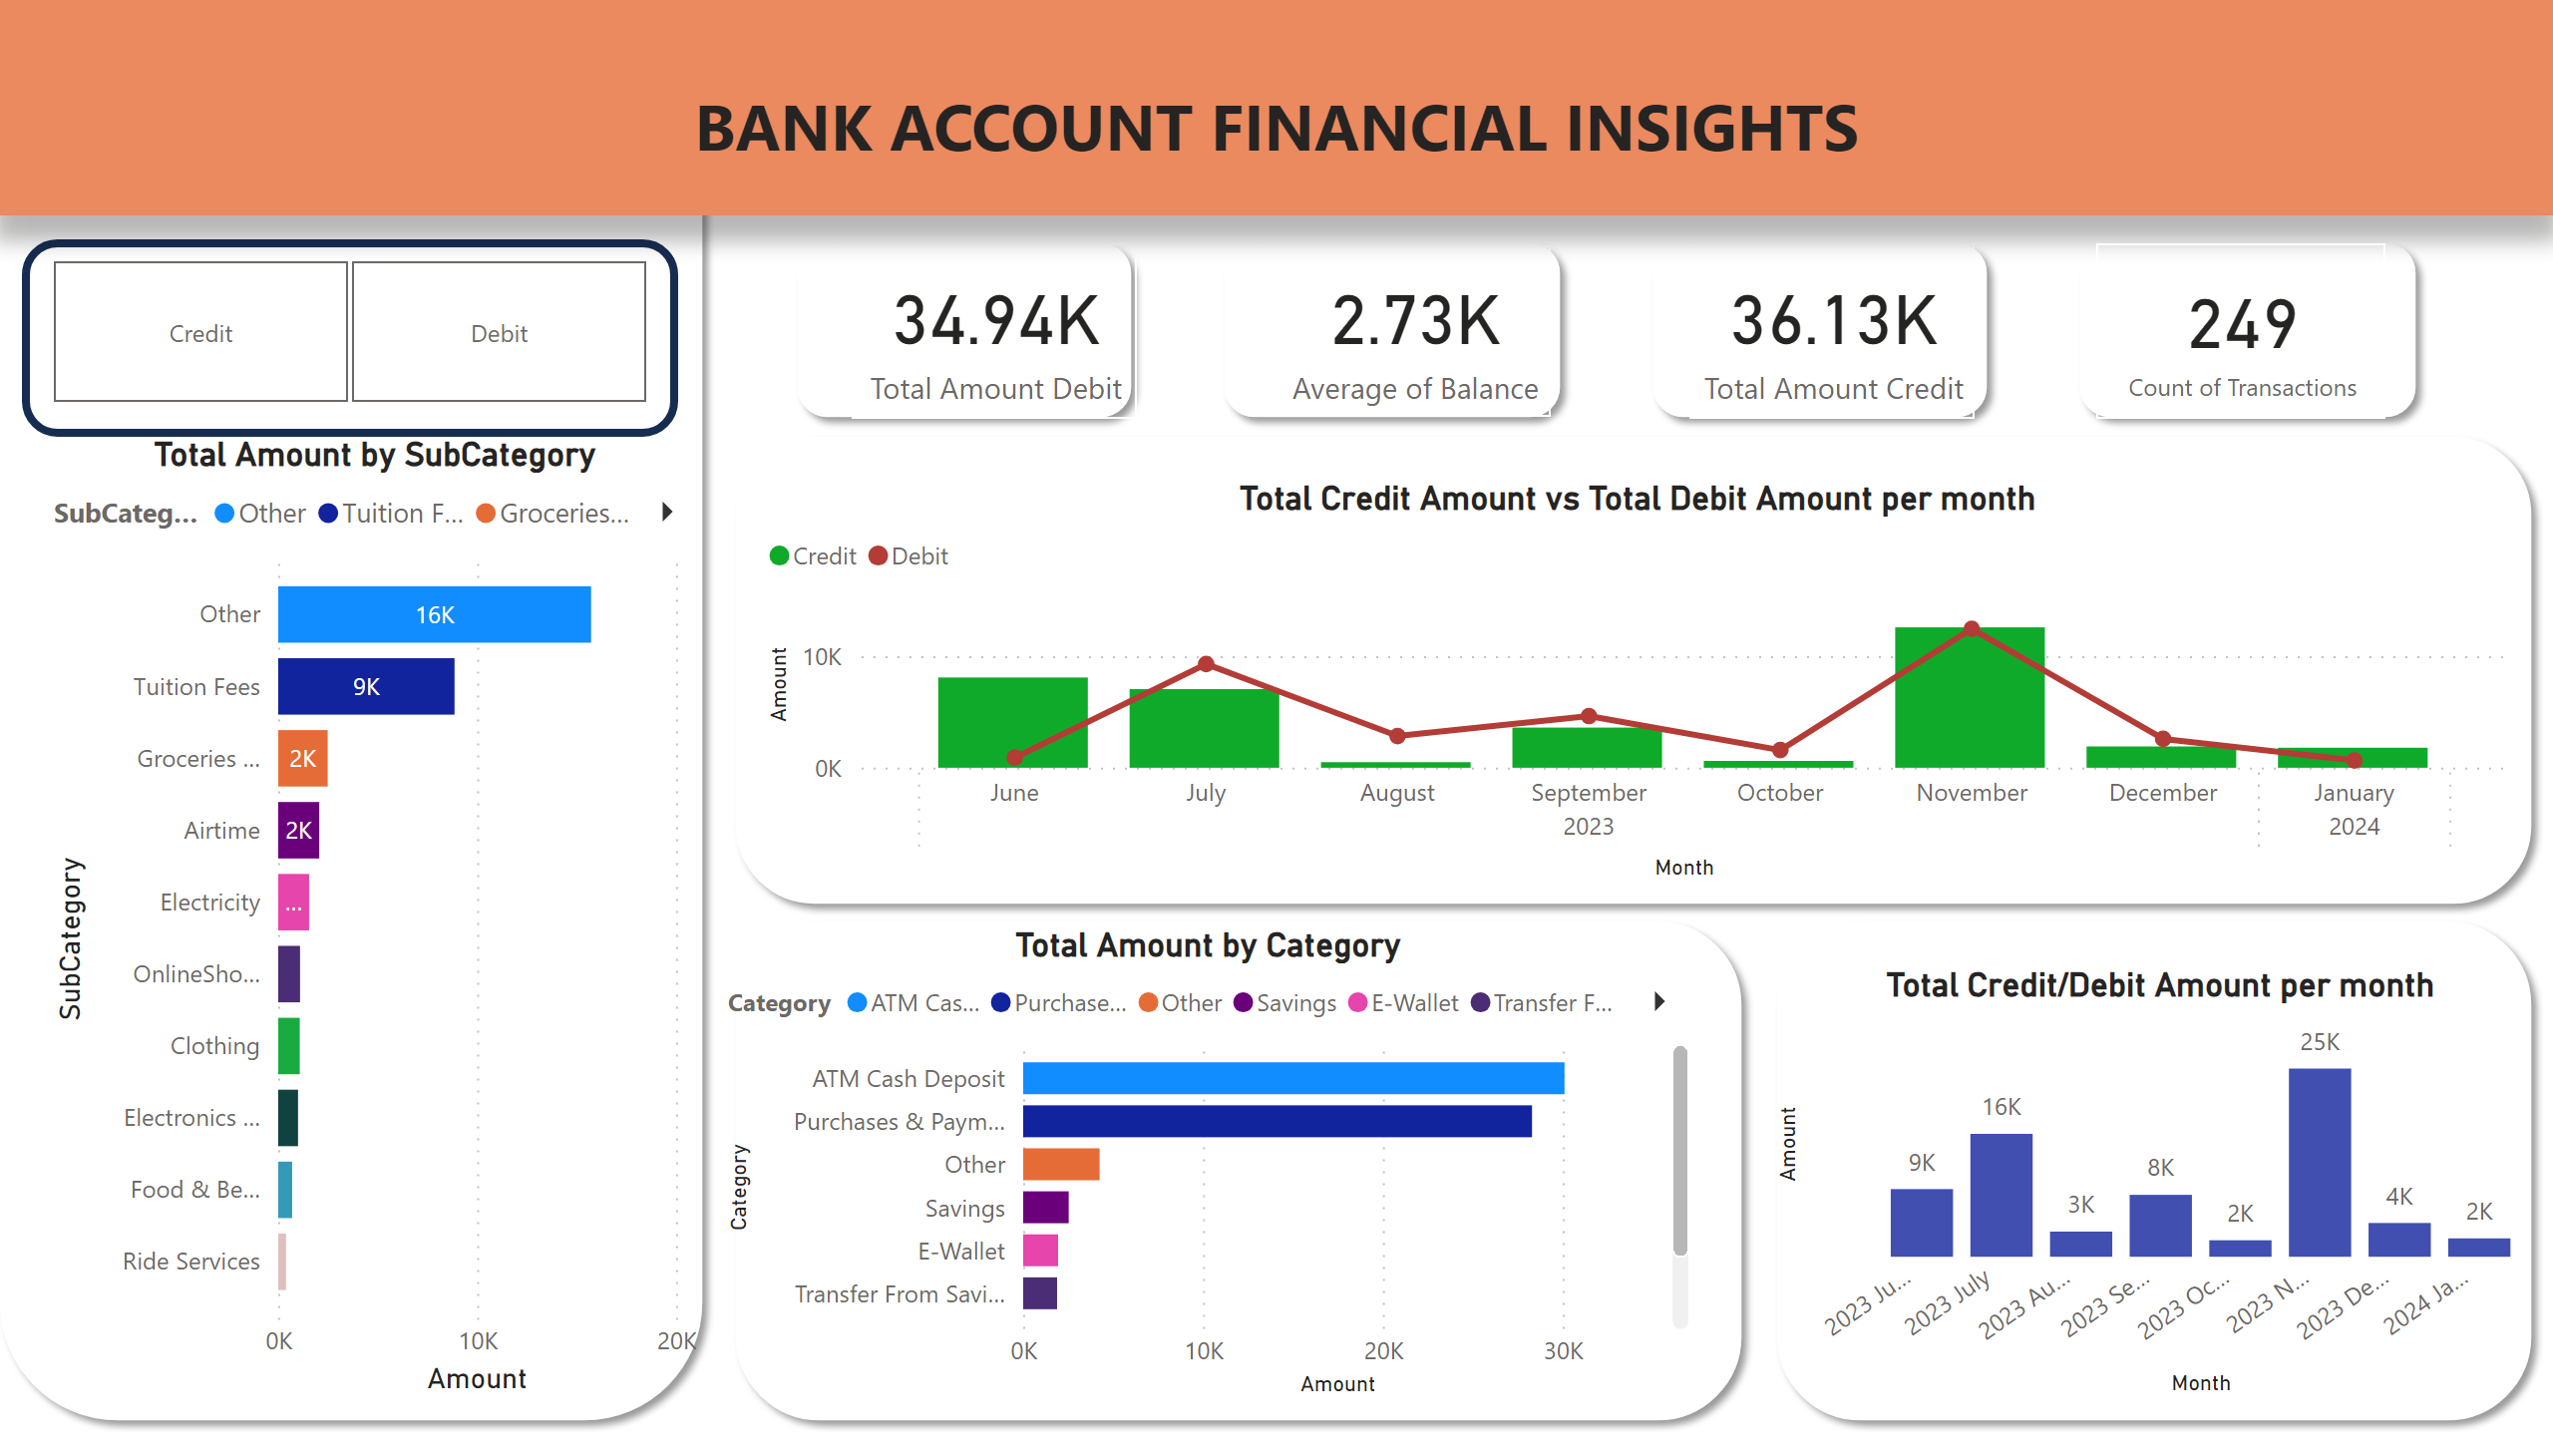 BANK ACCOUNT FINANCIAL INSIGHTS
Credit
Debit
34.94K
Total Amount Debit
2.73K
Average of Balance
36.13K
Total Amount Credit
249
Count of Transactions
Total Amount by SubCategory
SubCateg... Other Tuition F... Groceries...
SubCategory
Other 16K
Tuition Fees 9K
Groceries ... 2K
Airtime 2K
Electricity ...
OnlineSho...
Clothing
Electronics ...
Food & Be...
Ride Services
0K 10K 20K
Amount
Total Credit Amount vs Total Debit Amount per month
Credit Debit
Amount
10K
0K
June July August September October November December January
2023 2024
Month
Total Amount by Category
Category ATM Cas... Purchase... Other Savings E-Wallet Transfer F...
Category
ATM Cash Deposit
Purchases & Paym...
Other
Savings
E-Wallet
Transfer From Savi...
0K 10K 20K 30K
Amount
Total Credit/Debit Amount per month
Amount
9K 16K 3K 8K 2K 25K 4K 2K
2023 Ju... 2023 July 2023 Au... 2023 Se... 2023 Oc... 2023 N... 2023 De... 2024 Ja...
Month